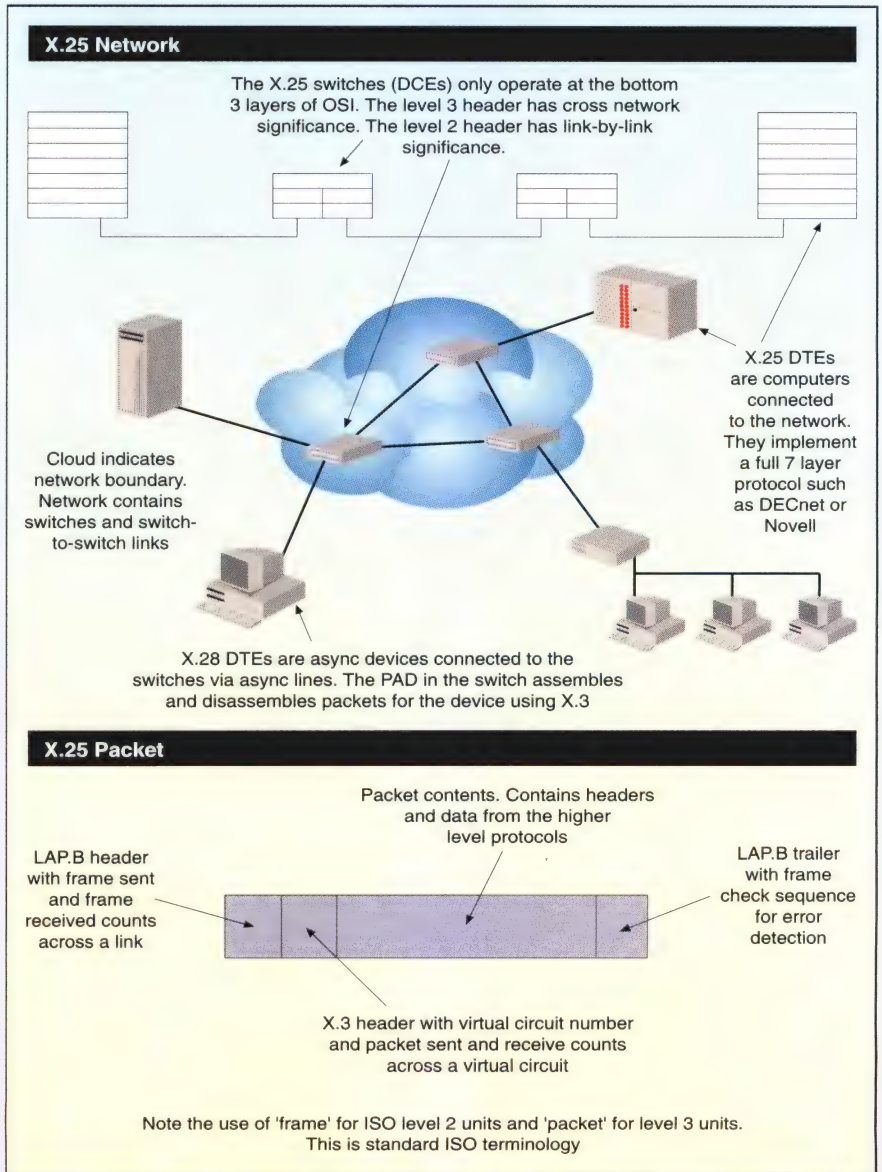 X.25 Network
The X.25 switches (DCEs) only operate at the bottom
3 layers of OSI. The level 3 header has cross network
significance. The level 2 header has link-by-link
significance.
X.25 DTEs
are computers
connected
to the network.
They implement
a full 7 layer
protocol such
as DECnet or
Novell
Cloud indicates
network boundary.
Network contains
switches and switch-
to-switch links
X.28 DTEs are async devices connected to the
switches via async lines. The PAD in the switch assembles
and disassembles packets for the device using X.3
X.25 Packet
Packet contents. Contains headers
and data from the higher
level protocols
LAP.B header
with frame sent
and frame
received counts
across a link
LAP.B trailer
with frame
check sequence
for error
detection
X.3 header with virtual circuit number
and packet sent and receive counts
across a virtual circuit
Note the use of 'frame' for ISO level 2 units and 'packet' for level 3 units.
This is standard ISO terminology